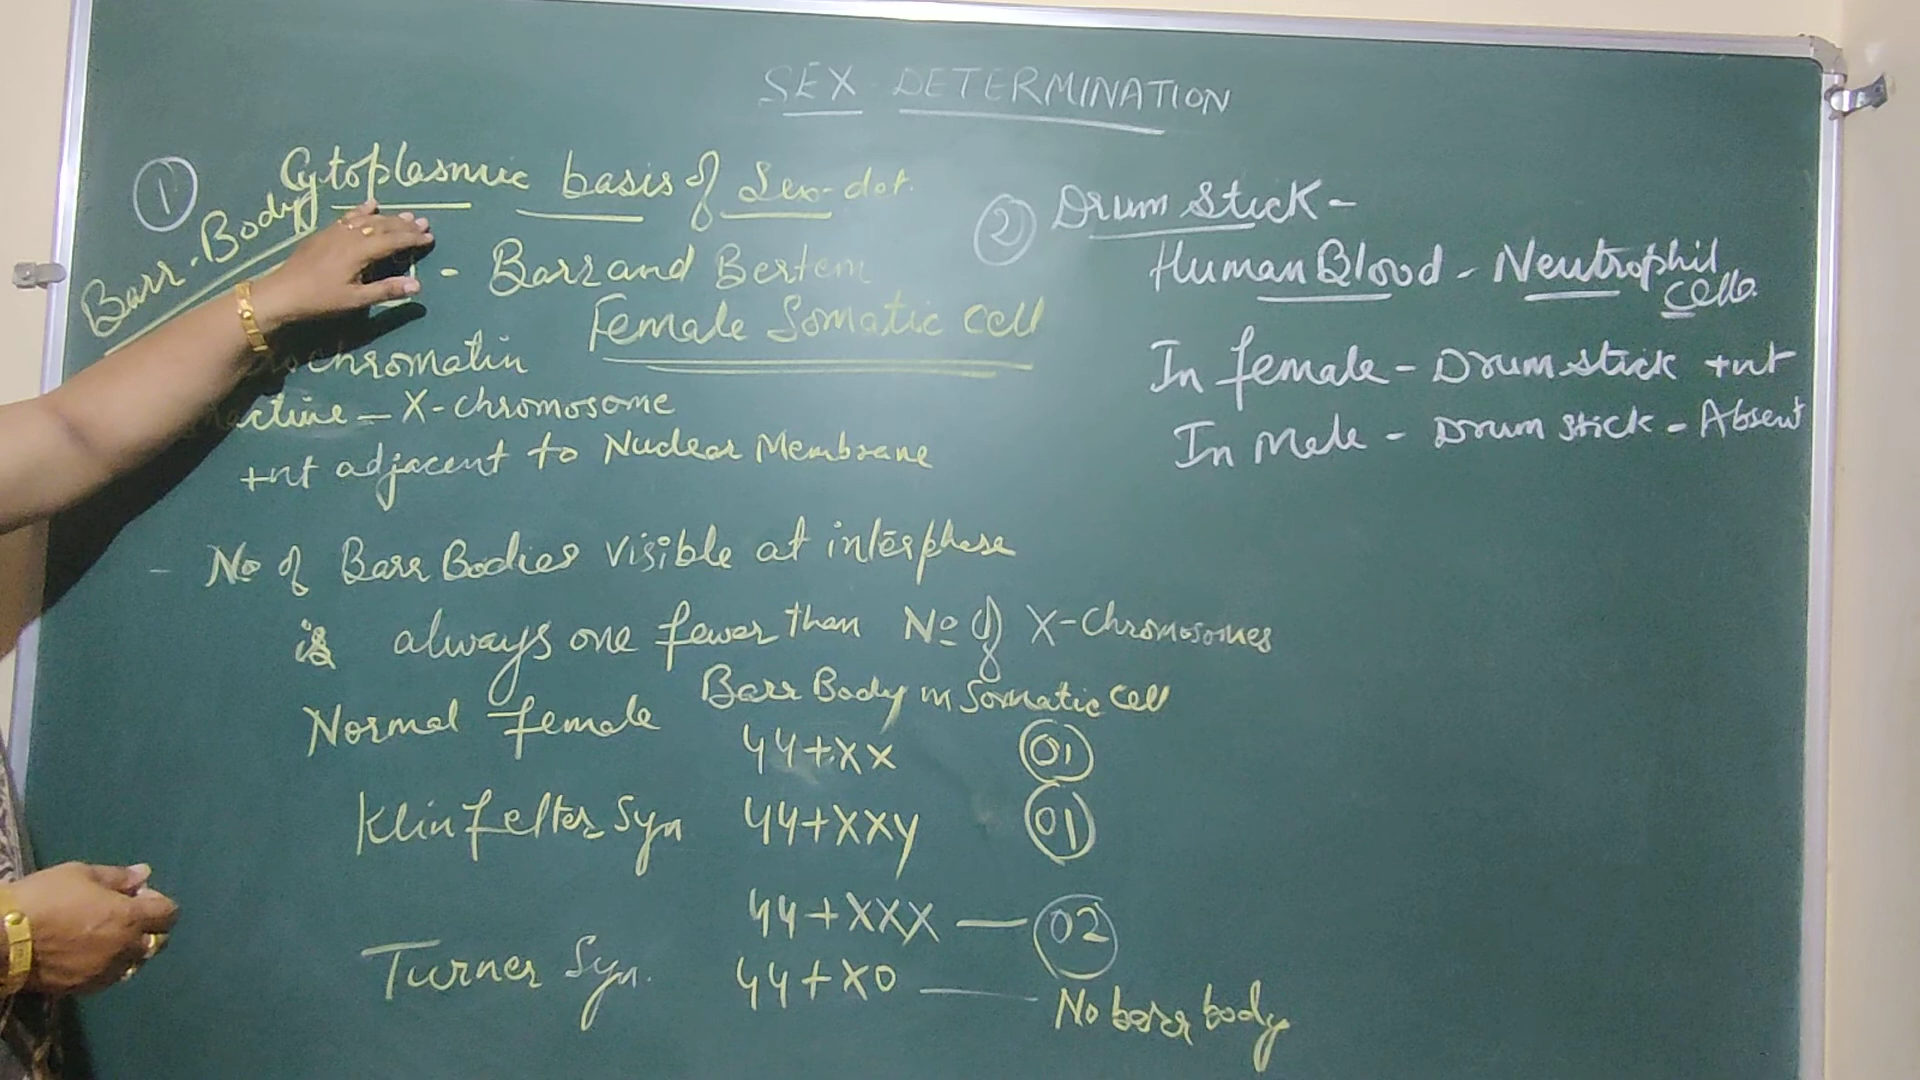 SEX DETERMINATION
① Cytoplasmic basis of Sex-det.
Barr-Body
- Barr and Bertem
Female Somatic cell
chromatin
active - X-chromosome
+nt adjacent to Nuclear Membrane
- No of Barr Bodies visible at interphase
is always one fewer than No of X-Chromosomes
Barr Body in Somatic Cell
Normal female 44+XX 01
Klinfelter Syn 44+XXY 01
44+XXX — 02
Turner Syn. 44+XO — No barr body
② Drum stick -
Human Blood - Neutrophil
cells.
In female - Drum stick +nt
In Male - Drum stick - Absent